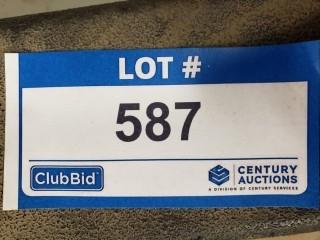 LOT #
587
ClubBid
CENTURY
AUCTIONS
A DIVISION OF CENTURY SERVICES